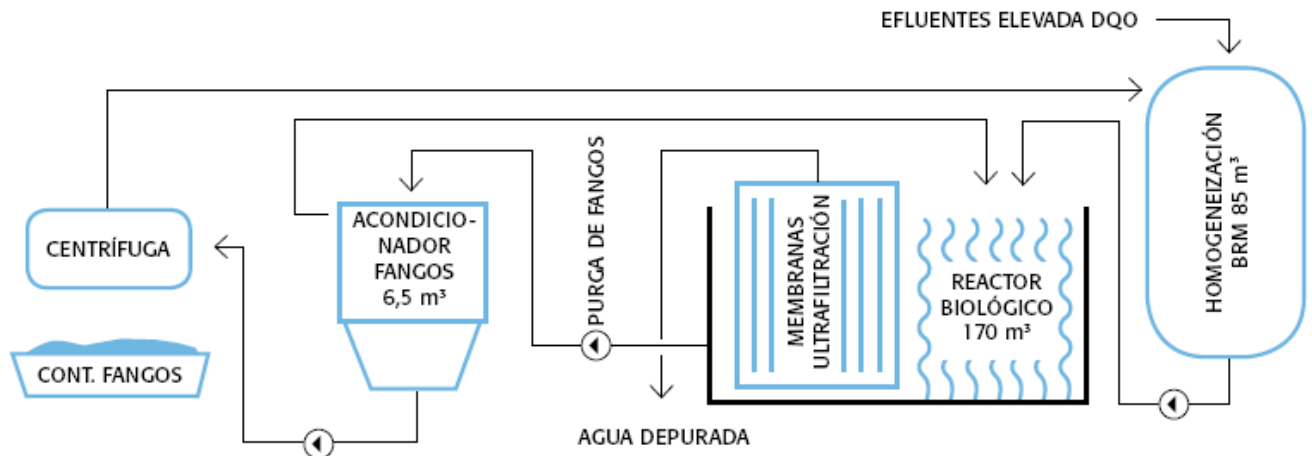 EFLUENTES ELEVADA DQO
HOMOGENEIZACIÓN
BRM 85 m³
PURGA DE FANGOS
MEMBRANAS
ULTRAFILTRACIÓN
ACONDICIO-
NADOR
FANGOS
6,5 m³
CENTRÍFUGA
REACTOR
BIOLÓGICO
170 m³
CONT. FANGOS
AGUA DEPURADA